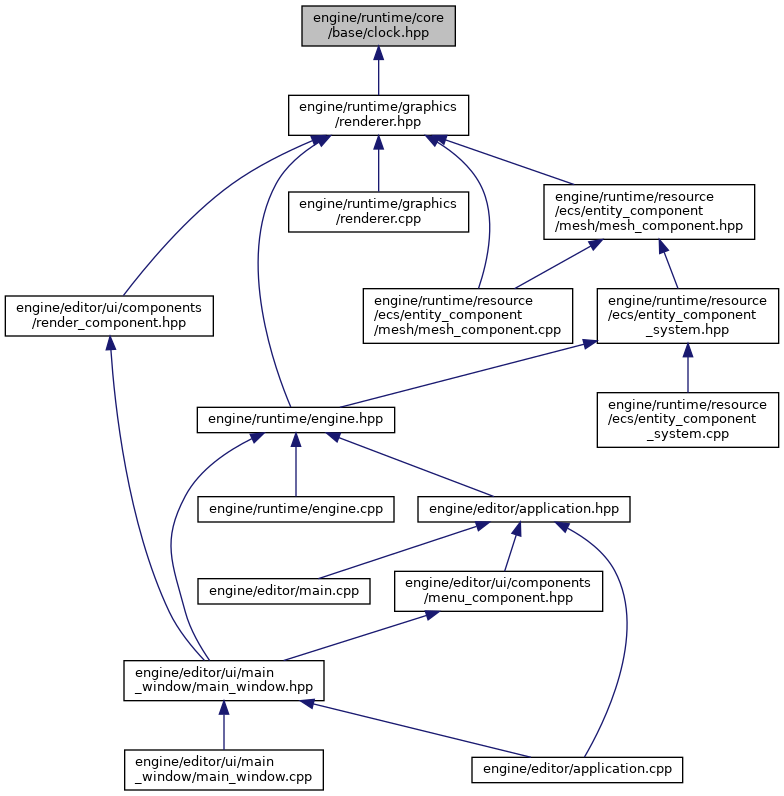 engine/runtime/core
/base/clock.hpp
engine/runtime/graphics
/renderer.hpp
engine/runtime/graphics
/renderer.cpp
engine/runtime/resource
/ecs/entity_component
/mesh/mesh_component.hpp
engine/editor/ui/components
/render_component.hpp
engine/runtime/resource
/ecs/entity_component
/mesh/mesh_component.cpp
engine/runtime/resource
/ecs/entity_component
_system.hpp
engine/runtime/engine.hpp
engine/runtime/resource
/ecs/entity_component
_system.cpp
engine/runtime/engine.cpp
engine/editor/application.hpp
engine/editor/main.cpp
engine/editor/ui/components
/menu_component.hpp
engine/editor/ui/main
_window/main_window.hpp
engine/editor/ui/main
_window/main_window.cpp
engine/editor/application.cpp